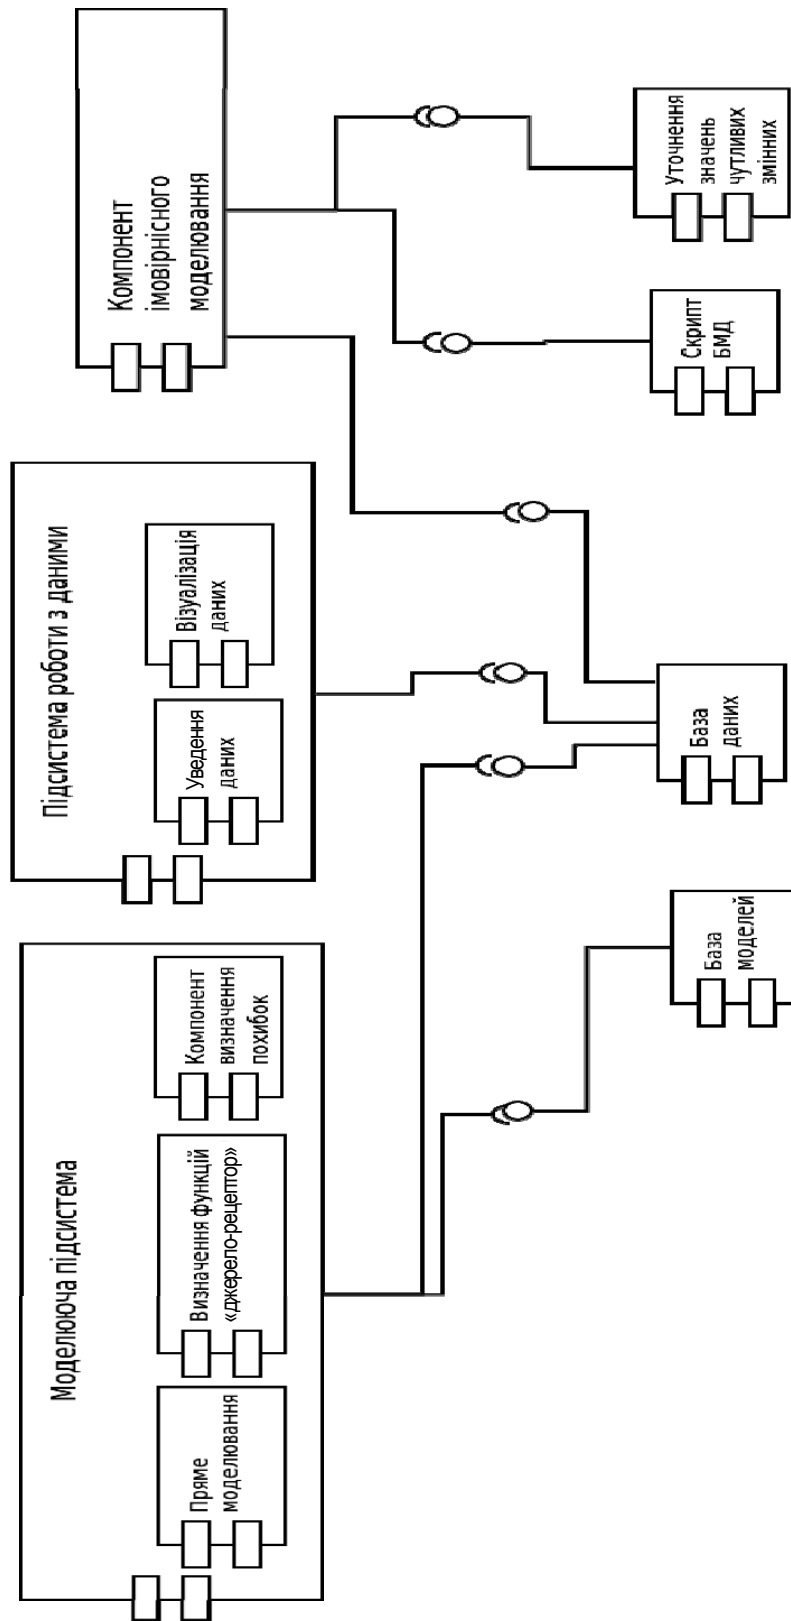 Моделююча підсистема
Пряме
моделювання
Визначення функцій
«джерело-рецептор»
Компонент
визначення
похибок
Підсистема роботи з даними
Уведення
даних
Візуалізація
даних
Компонент
імовірнісного
моделювання
База
моделей
База
даних
Скрипт
БМД
Уточнення
значень
чутливих
змінних